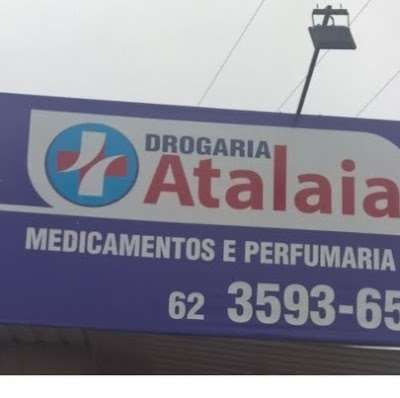 DROGARIA
Atalaia
MEDICAMENTOS E PERFUMARIA
62 3593-65